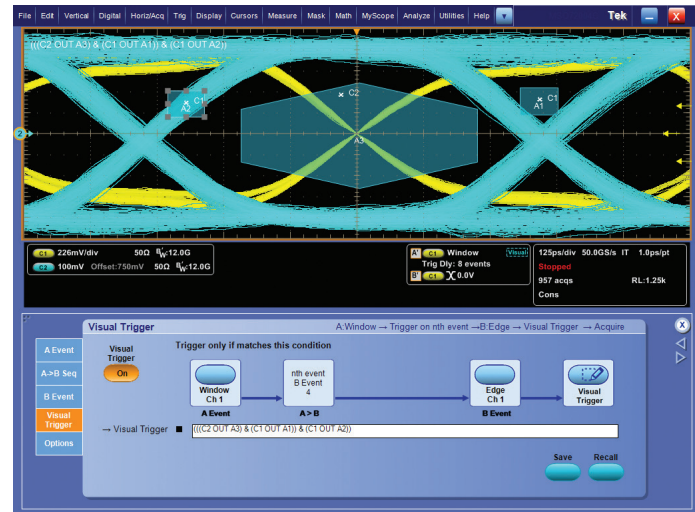 File Edit Vertical Digital Horiz/Acq Trig Display Cursors Measure Mask Math MyScope Analyze Utilities Help Tek X
(((C2 OUT A3) & (C1 OUT A1)) & (C1 OUT A2))
C2
C1
A2
C1
A1
A3
2
C1 226mV/div 50Ω BW:12.0G
C2 100mV Offset:750mV 50Ω BW:12.0G
A' C1 Window Visual
Trig Dly: 8 events
B' C1 0.0V
125ps/div 50.0GS/s IT 1.0ps/pt
Stopped
957 acqs RL:1.25k
Cons
Visual Trigger
A:Window → Trigger on nth event →B:Edge → Visual Trigger → Acquire
X
A Event
A->B Seq
B Event
Visual
Trigger
Options
Visual
Trigger
On
Trigger only if matches this condition
Window
Ch 1
A Event
nth event
B Event
4
A > B
Edge
Ch 1
B Event
Visual
Trigger
→ Visual Trigger (((C2 OUT A3) & (C1 OUT A1)) & (C1 OUT A2))
Save Recall